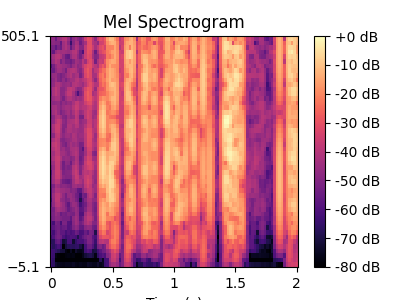 Mel Spectrogram
505.1
−5.1
0
0.5
1
1.5
2
+0 dB
-10 dB
-20 dB
-30 dB
-40 dB
-50 dB
-60 dB
-70 dB
-80 dB